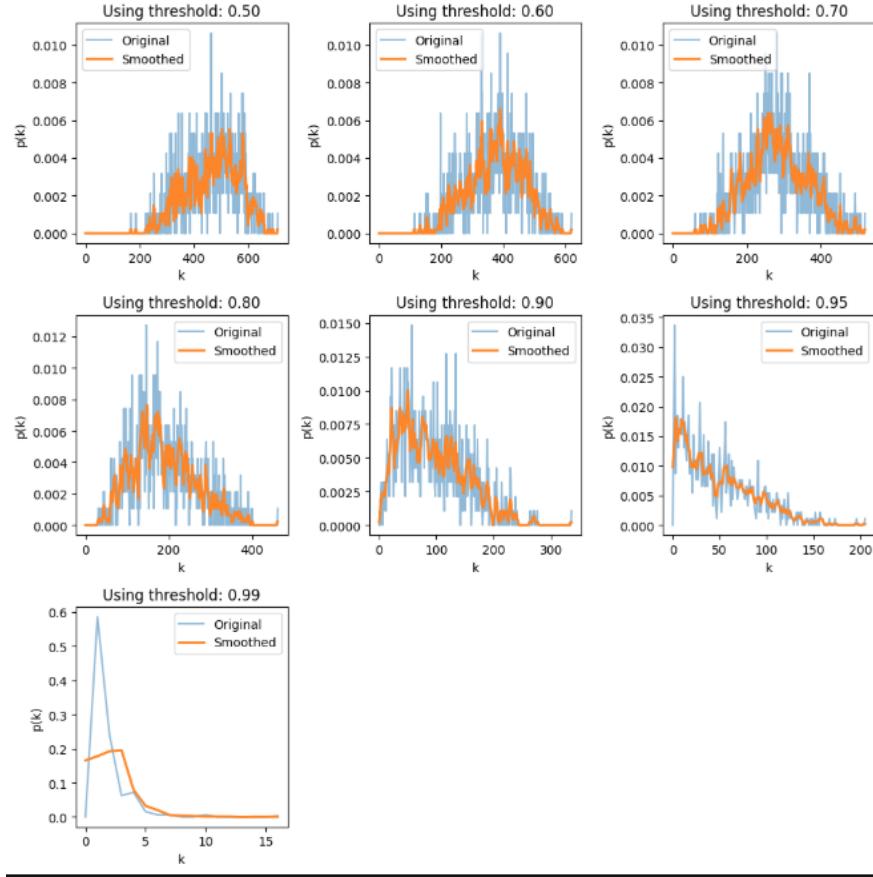 Using threshold: 0.50
Using threshold: 0.60
Using threshold: 0.70
0.010
0.008
0.006
0.004
0.002
0.000
p(k)
Original
Smoothed
0 200 400 600
k
0.010
0.008
0.006
0.004
0.002
0.000
p(k)
Original
Smoothed
0 200 400 600
k
0.010
0.008
0.006
0.004
0.002
0.000
p(k)
Original
Smoothed
0 200 400
k
Using threshold: 0.80
Using threshold: 0.90
Using threshold: 0.95
0.012
0.010
0.008
0.006
0.004
0.002
0.000
p(k)
Original
Smoothed
0 200 400
k
0.0150
0.0125
0.0100
0.0075
0.0050
0.0025
0.0000
p(k)
Original
Smoothed
0 100 200 300
k
0.035
0.030
0.025
0.020
0.015
0.010
0.005
0.000
p(k)
Original
Smoothed
0 50 100 150 200
k
Using threshold: 0.99
0.6
0.5
0.4
0.3
0.2
0.1
0.0
p(k)
Original
Smoothed
0 5 10 15
k